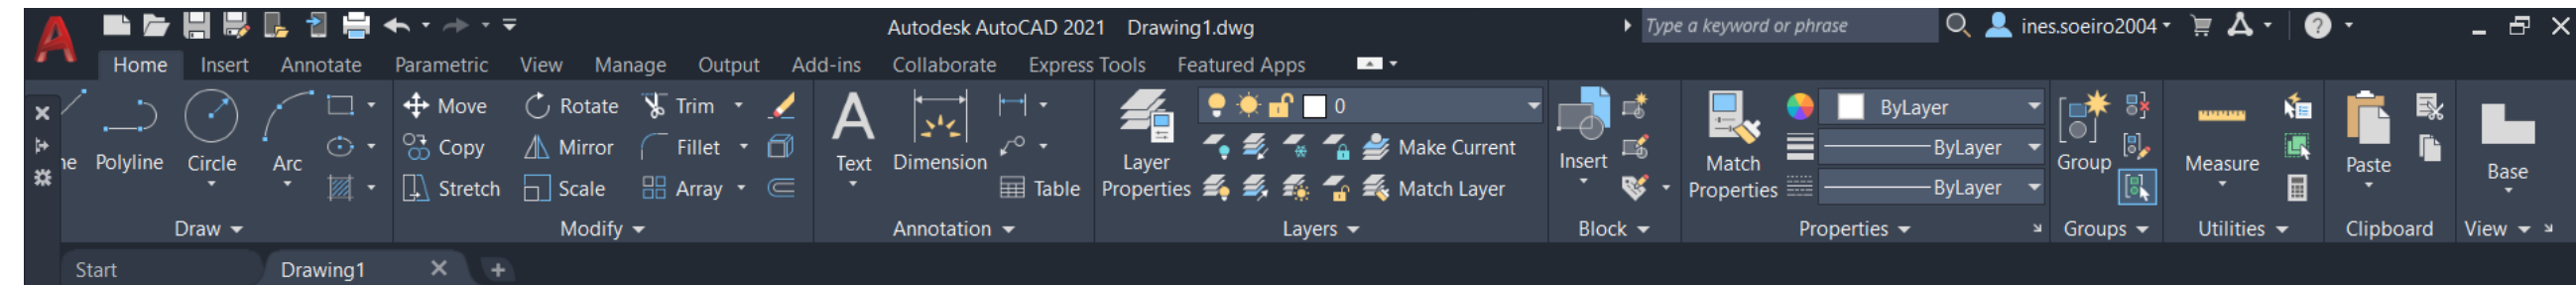 Autodesk AutoCAD 2021 Drawing1.dwg Type a keyword or phrase ines.soeiro2004
Home Insert Annotate Parametric View Manage Output Add-ins Collaborate Express Tools Featured Apps
Move Rotate Trim 0 ByLayer
Polyline Circle Arc Copy Mirror Fillet Text Dimension Layer Properties Make Current Insert Match Properties ByLayer Group Measure Paste Base
Stretch Scale Array Table Match Layer ByLayer
Draw Modify Annotation Layers Block Properties Groups Utilities Clipboard View
Start Drawing1